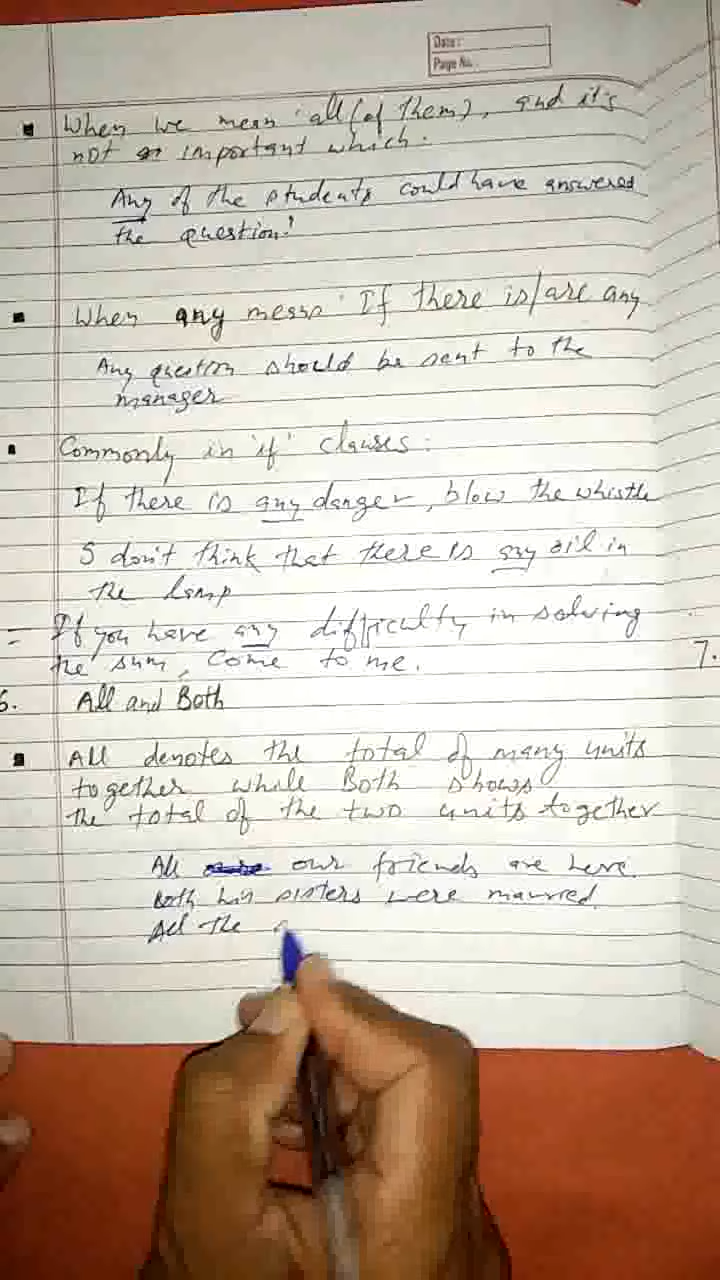 Date :
Page No.
When we mean 'all (of them), and it's
not important which.
Any of the students could have answered
the question!
When any means 'If there is/are any
Any question should be sent to the
manager
Commonly in 'if' clauses:
If there is any danger, blow the whistle
I don't think that there is any oil in
the lamp
= If you have any difficulty in solving
the sum, Come to me.
7.
6. All and Both
All denotes the total of many units
together while Both shows
the total of the two units together
All our friends are here.
Both his sisters were married.
All the